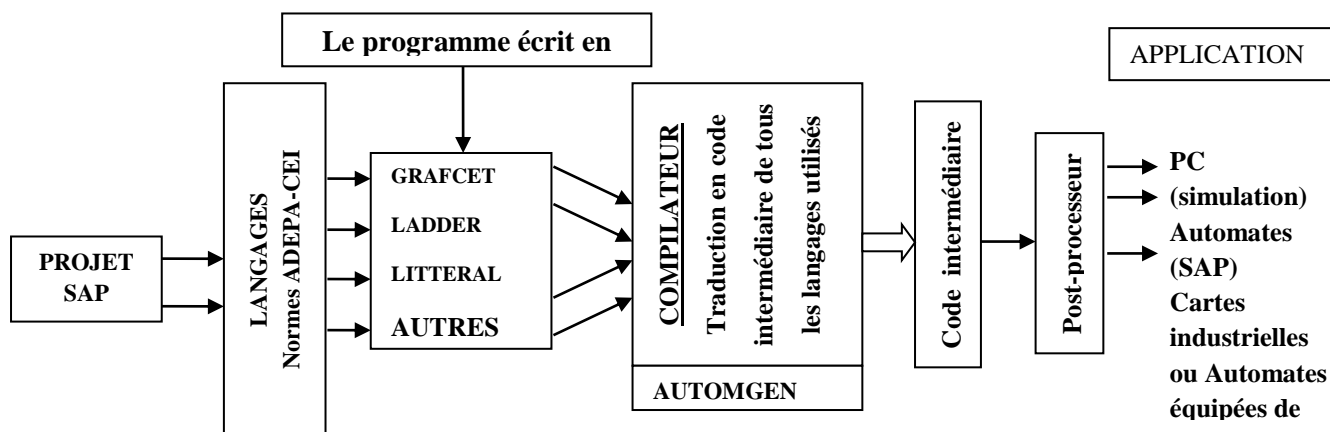 Le programme écrit en
APPLICATION
PROJET
SAP
LANGAGES
Normes ADEPA-CEI
GRAFCET
LADDER
LITTERAL
AUTRES
COMPILATEUR
Traduction en code
intermédiaire de tous
les langages utilisés
AUTOMGEN
Code intermédiaire
Post-processeur
PC
(simulation)
Automates
(SAP)
Cartes
industrielles
ou Automates
équipées de